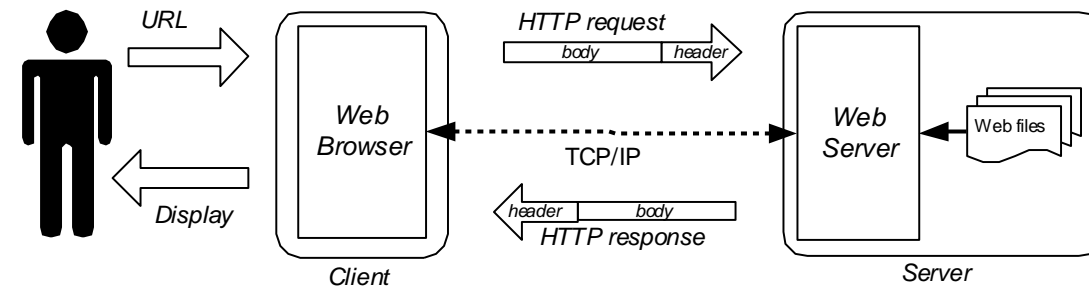 URL
HTTP request
body
header
Web
Browser
Web
Server
Web files
TCP/IP
Display
header
body
HTTP response
Client
Server